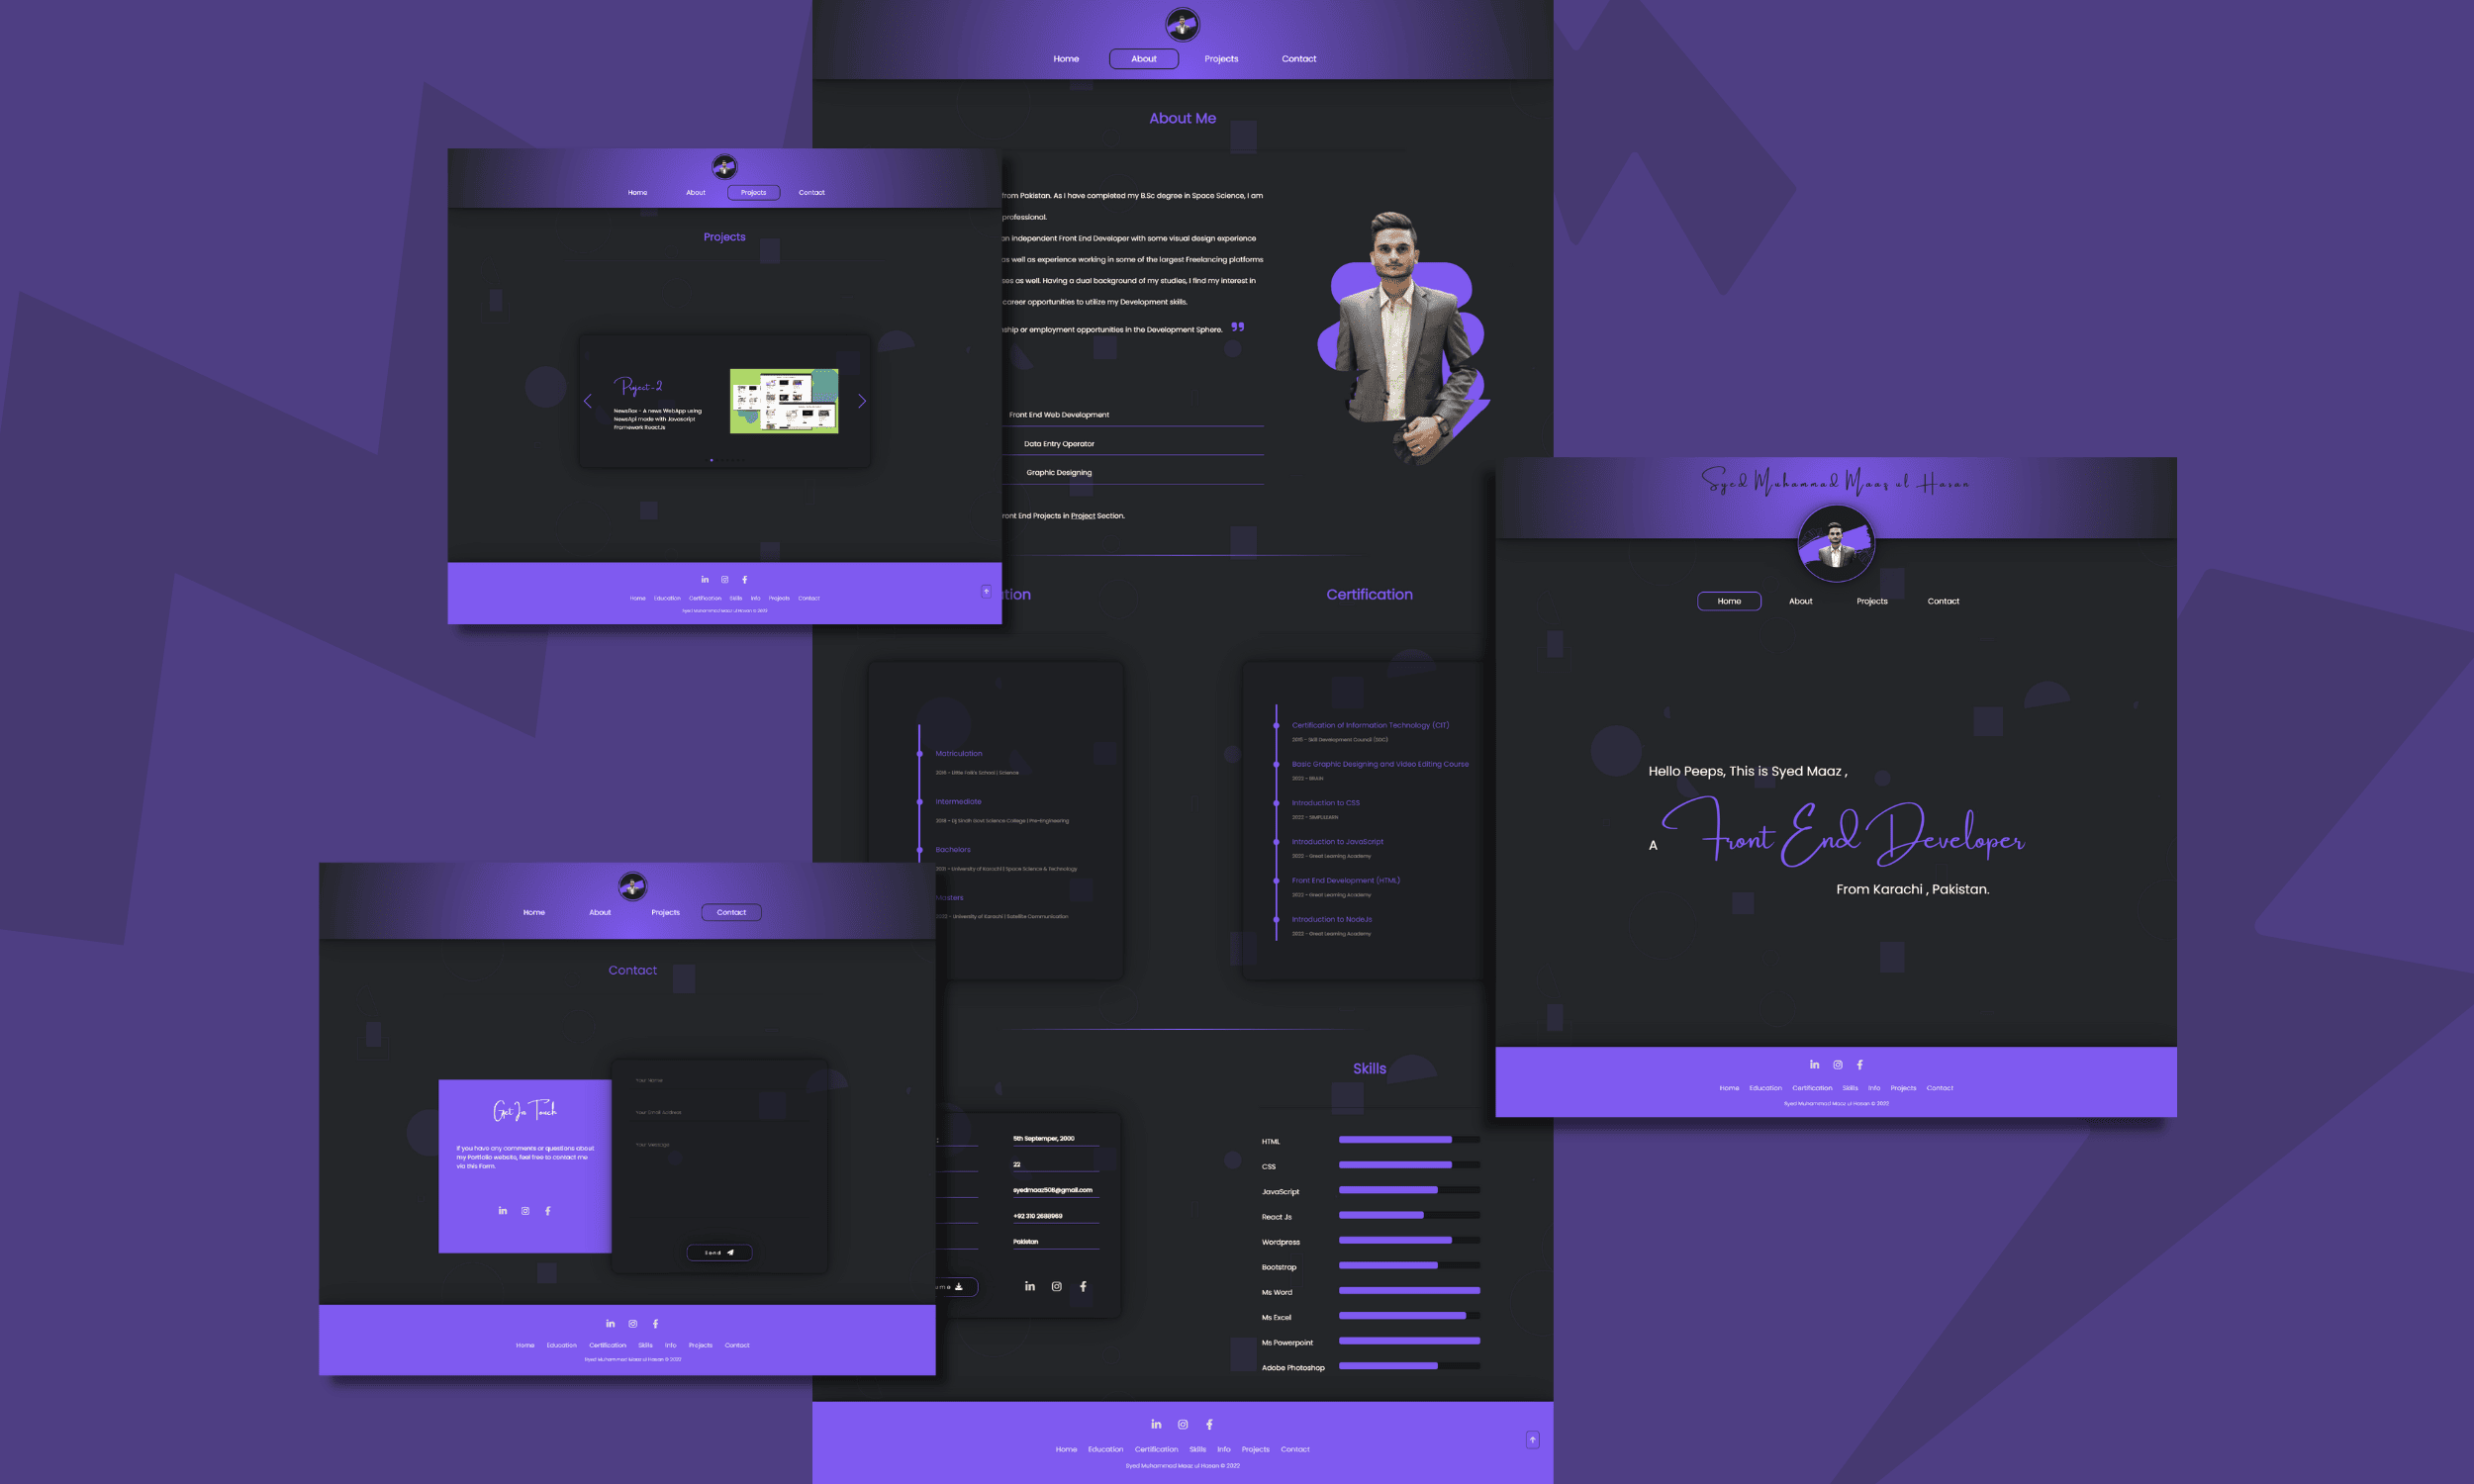 Home About Projects Contact
About Me
from Pakistan. As I have completed my B.Sc degree in Space Science, I am
professional.
an independent Front End Developer with some visual design experience
as well as experience working in some of the largest Freelancing platforms
ses as well. Having a dual background of my studies, I find my interest in
career opportunities to utilize my Development skills.
ship or employment opportunities in the Development Sphere.
Front End Web Development
Data Entry Operator
Graphic Designing
ront End Projects in Project Section.
Certification
Matriculation
Intermediate
2018 - Djj Sindh Govt Science College | Pre-Engineering
Bachelors
2021 - University of Karachi | Space Science & Technology
Masters
2023 - University of Karachi | Satellite Communication
Certification of Information Technology (CIT)
2015 - Skill Development Council (SDC)
Basic Graphic Designing and Video Editing Course
2022 -
Introduction to CSS
2022 - SIMPLILEARN
Introduction to JavaScript
2022 - Great Learning Academy
Front End Development (HTML)
2022 - Great Learning Academy
Introduction to NodeJs
2022 - Great Learning Academy
5th Septemper, 2000
22
syedmaaz508@gmail.com
+92 310 2688969
Pakistan
ume
Skills
HTML
CSS
JavaScript
React Js
Wordpress
Bootstrap
Ms Word
Ms Excel
Ms Powerpoint
Adobe Photoshop
Home Education Certification Skills Info Projects Contact
Syed Muhammad Maaz ul Hasan © 2022
Home About Projects Contact
Projects
Project-2
NewsRax - A news WebApp using
NewsApi made with Javascript
framework ReactJs
Home Education Certification Skills Info Projects Contact
Syed Muhammad Maaz ul Hasan © 2022
Home About Projects Contact
Contact
Get In Touch
If you have any comments or questions about
my Portfolio website, feel free to contact me
via this Form.
Your Name
Your Email Address
Your message
Send
Home Education Certification Skills Info Projects Contact
Syed Muhammad Maaz ul Hasan © 2022
Syed Muhammad Maaz ul Hasan
Home About Projects Contact
Hello Peeps, This is Syed Maaz ,
A Front End Developer
From Karachi , Pakistan.
Home Education Certification Skills Info Projects Contact
Syed Muhammad Maaz ul Hasan © 2022